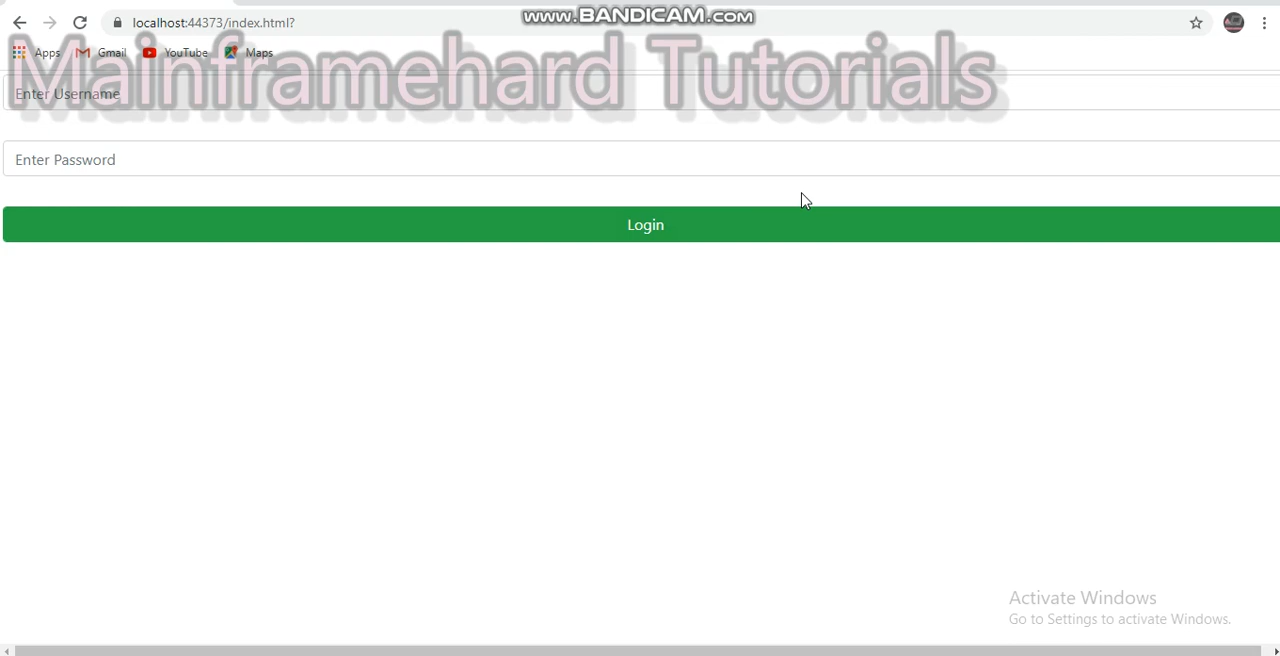 www.BANDICAM.com
localhost:44373/index.html?
Apps Gmail YouTube Maps
Mainframehard Tutorials
Enter Username
Enter Password
Login
Activate Windows
Go to Settings to activate Windows.